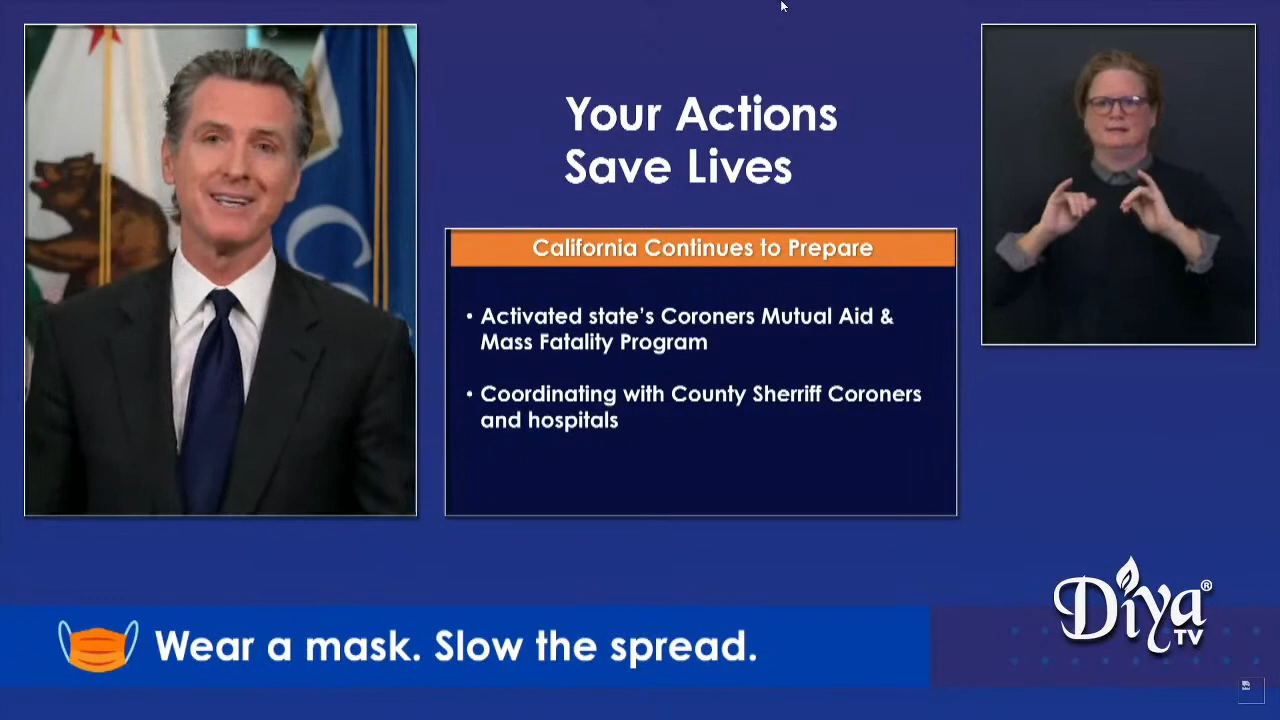 Your Actions
Save Lives
California Continues to Prepare
• Activated state's Coroners Mutual Aid &
Mass Fatality Program
• Coordinating with County Sherriff Coroners
and hospitals
Wear a mask. Slow the spread.
Diya®
TV